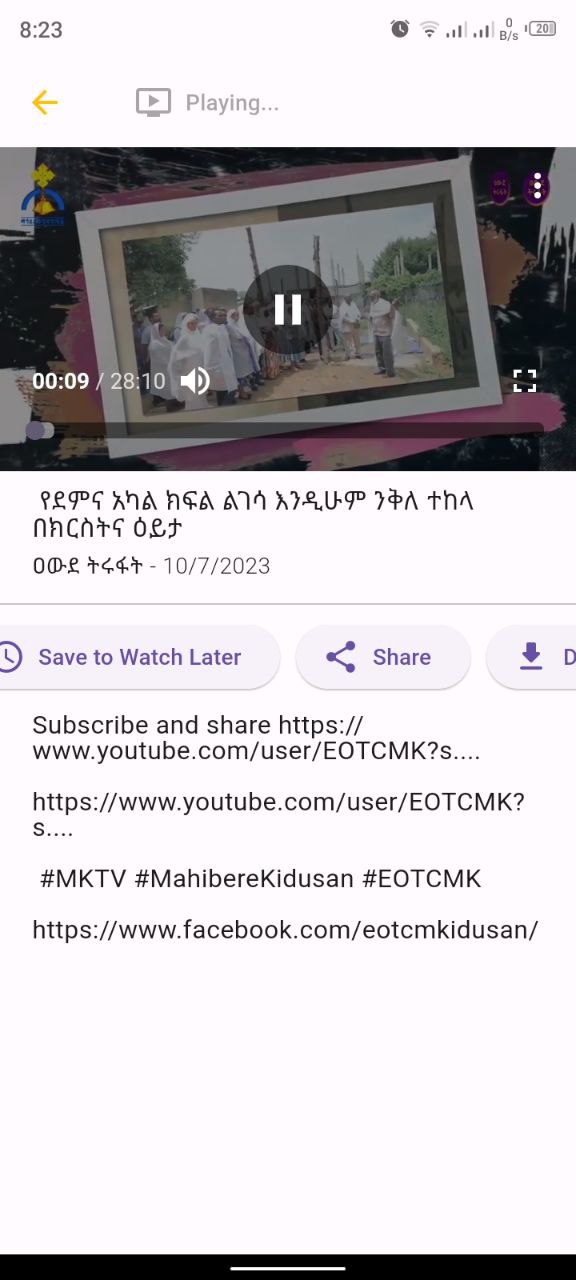 8:23
0
B/s
20
Playing...
00:09 / 28:10
የደምና አካል ክፍል ልገሳ እንዲሁም ንቅለ ተከላ
በክርስትና ዕይታ
ዐውደ ትሩፋት - 10/7/2023
Save to Watch Later
Share
D
Subscribe and share https://
www.youtube.com/user/EOTCMK?s....
https://www.youtube.com/user/EOTCMK?
s....
#MKTV #MahibereKidusan #EOTCMK
https://www.facebook.com/eotcmkidusan/